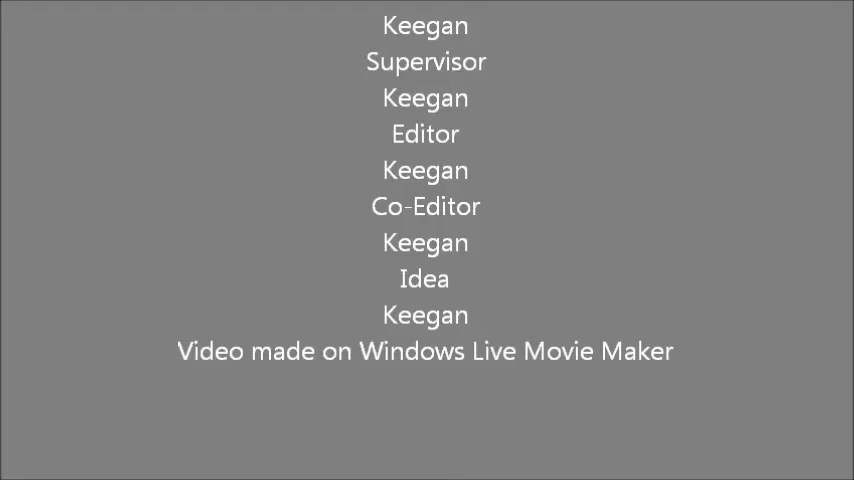 Keegan
Supervisor
Keegan
Editor
Keegan
Co-Editor
Keegan
Idea
Keegan
Video made on Windows Live Movie Maker